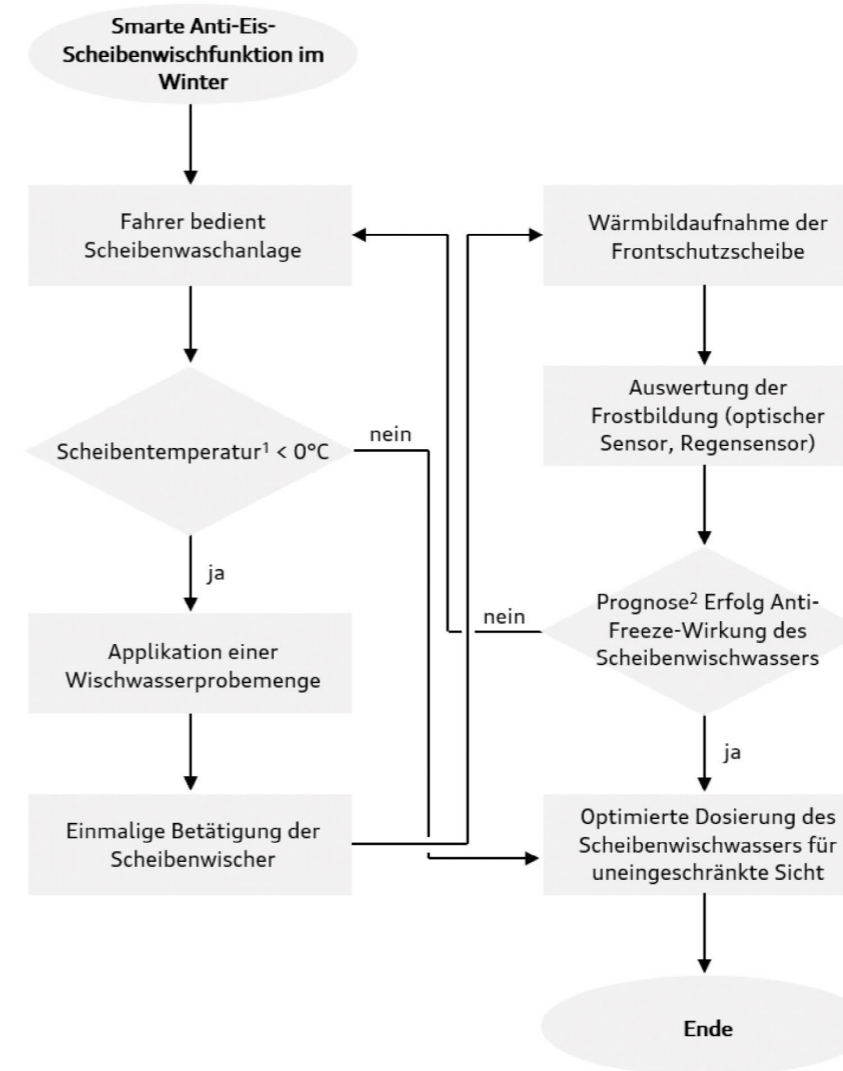 Smarte Anti-Eis-
Scheibenwischfunktion im
Winter
Fahrer bedient
Scheibenwaschanlage
Scheibentemperatur¹ < 0°C
nein
ja
Applikation einer
Wischwasserprobemenge
Einmalige Betätigung der
Scheibenwischer
Wärmbildaufnahme der
Frontschutzscheibe
Auswertung der
Frostbildung (optischer
Sensor, Regensensor)
Prognose² Erfolg Anti-
Freeze-Wirkung des
Scheibenwischwassers
nein
ja
Optimierte Dosierung des
Scheibenwischwassers für
uneingeschränkte Sicht
Ende